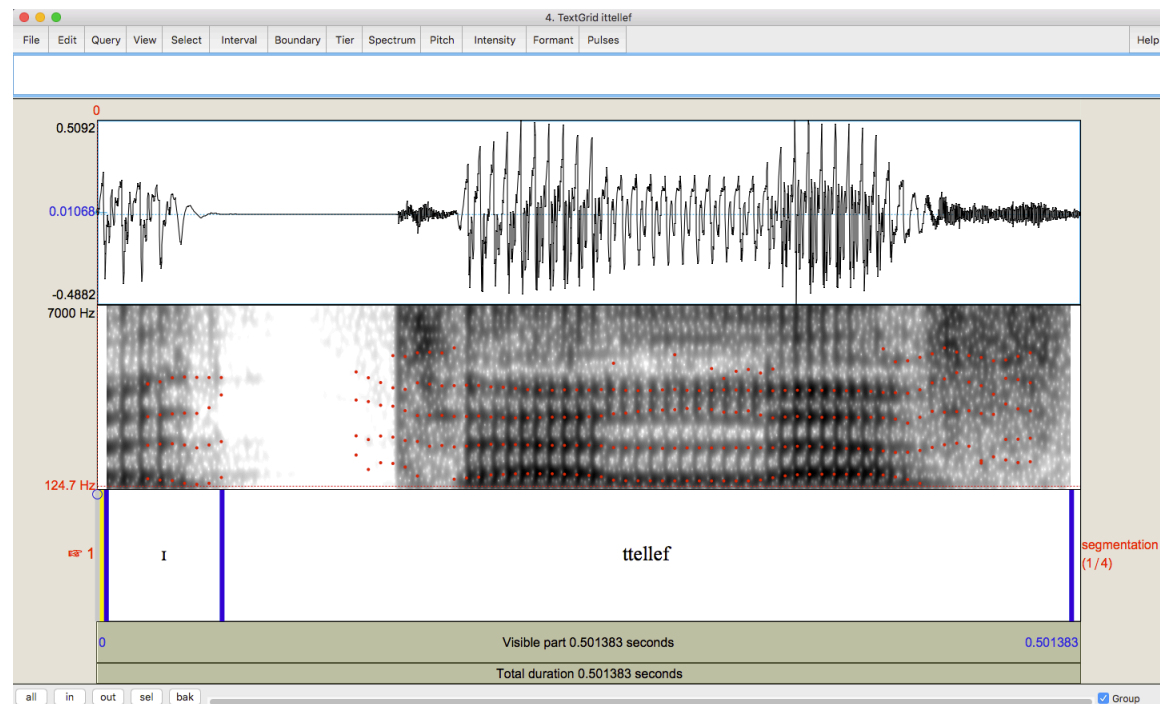 4. TextGrid ittellef
File Edit Query View Select Interval Boundary Tier Spectrum Pitch Intensity Formant Pulses Help
0
0.5092
0.01068
-0.4882
7000 Hz
124.7 Hz
1 ɪ ttellef segmentation
(1/4)
0 Visible part 0.501383 seconds 0.501383
Total duration 0.501383 seconds
all in out sel bak Group